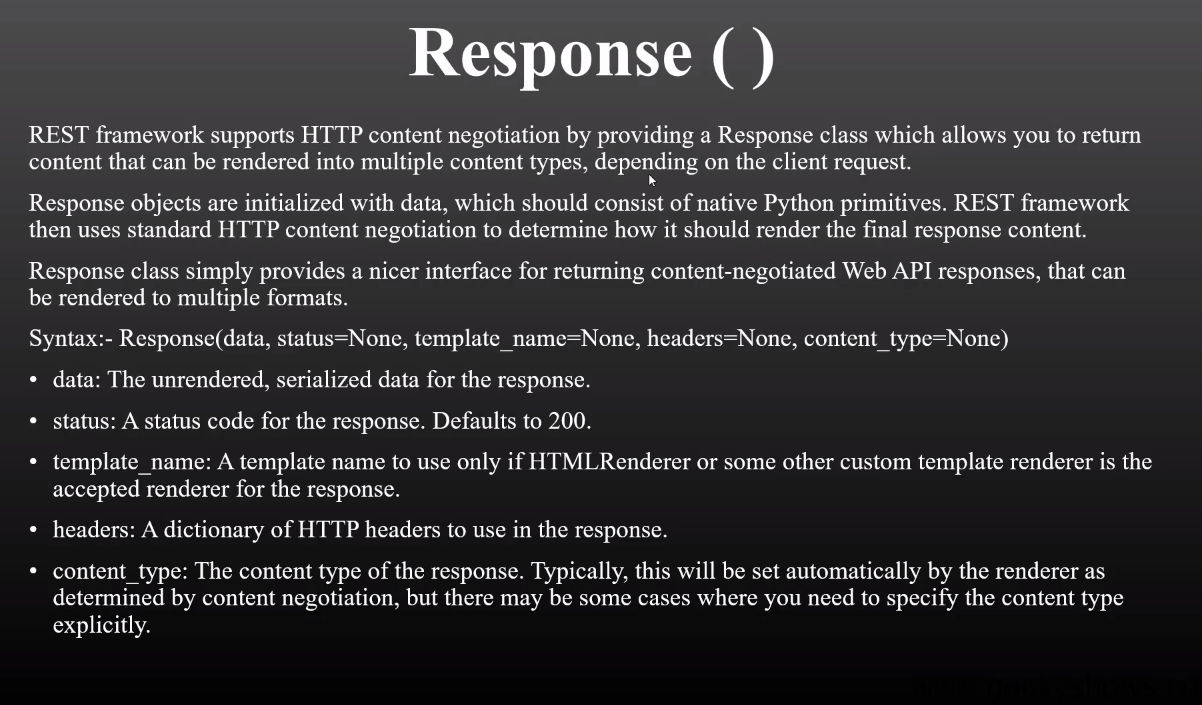 Response ( )
REST framework supports HTTP content negotiation by providing a Response class which allows you to return
content that can be rendered into multiple content types, depending on the client request.
Response objects are initialized with data, which should consist of native Python primitives. REST framework
then uses standard HTTP content negotiation to determine how it should render the final response content.
Response class simply provides a nicer interface for returning content-negotiated Web API responses, that can
be rendered to multiple formats.
Syntax:- Response(data, status=None, template_name=None, headers=None, content_type=None)
• data: The unrendered, serialized data for the response.
• status: A status code for the response. Defaults to 200.
• template_name: A template name to use only if HTMLRenderer or some other custom template renderer is the
accepted renderer for the response.
• headers: A dictionary of HTTP headers to use in the response.
• content_type: The content type of the response. Typically, this will be set automatically by the renderer as
determined by content negotiation, but there may be some cases where you need to specify the content type
explicitly.